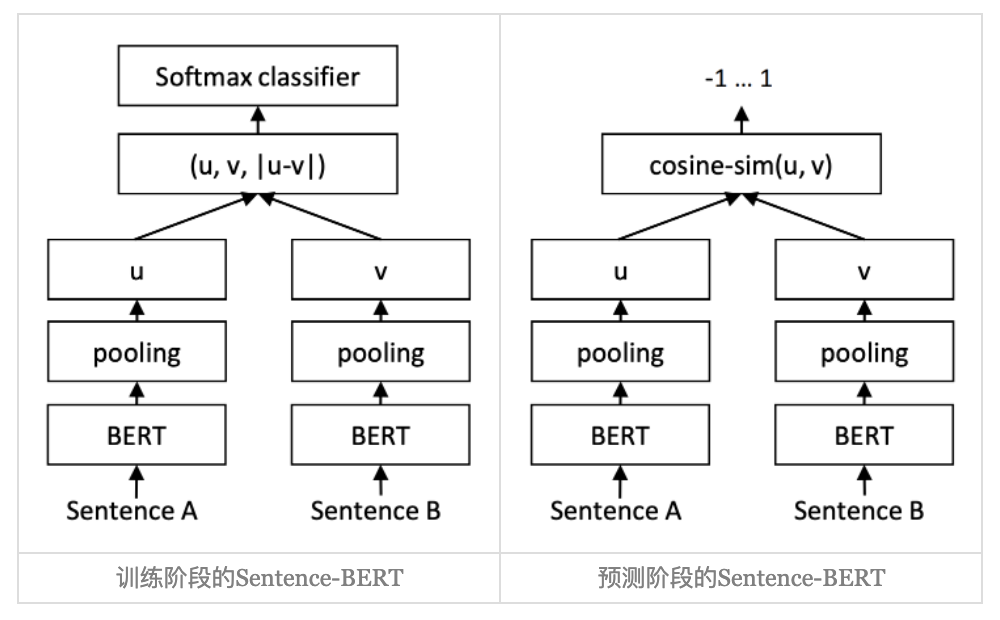 Softmax classifier
(u, v, |u-v|)
u
v
pooling
pooling
BERT
BERT
Sentence A
Sentence B
训练阶段的Sentence-BERT
-1 ... 1
cosine-sim(u, v)
u
v
pooling
pooling
BERT
BERT
Sentence A
Sentence B
预测阶段的Sentence-BERT